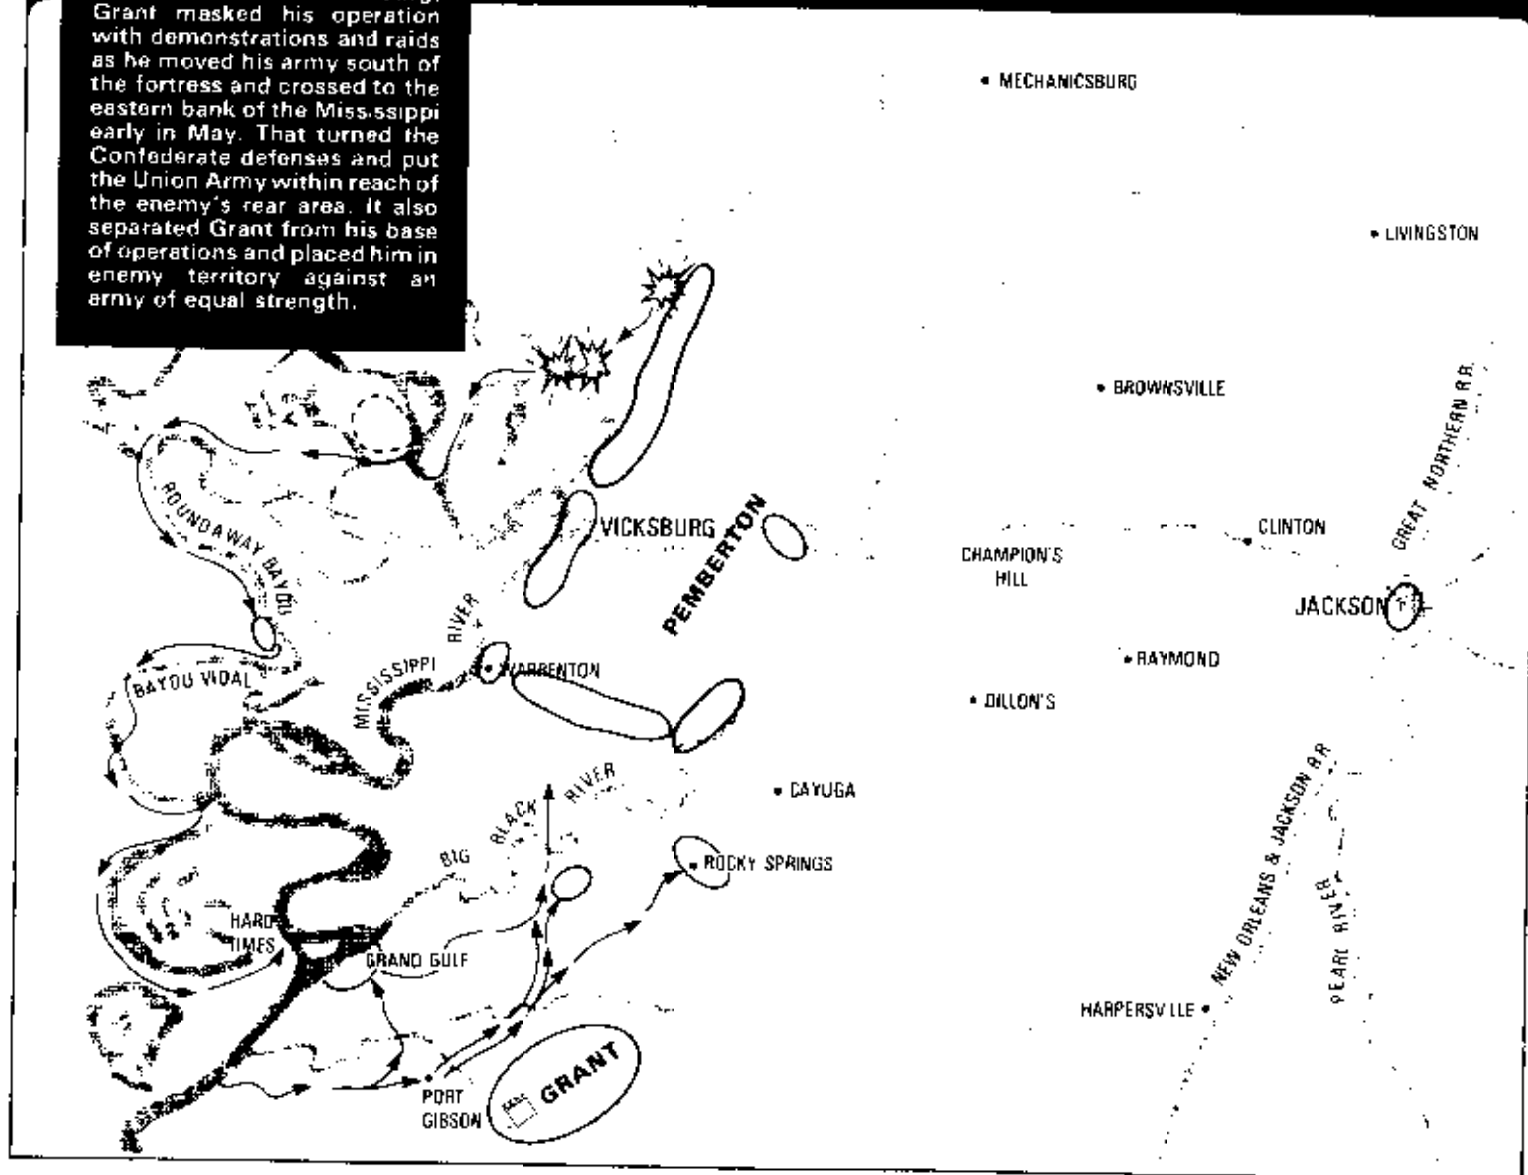 Grant masked his operation
with demonstrations and raids
as he moved his army south of
the fortress and crossed to the
eastern bank of the Mississippi
early in May. That turned the
Confederate defenses and put
the Union Army within reach of
the enemy's rear area. It also
separated Grant from his base
of operations and placed him in
enemy territory against an
army of equal strength.
MECHANICSBURG
LIVINGSTON
BROWNSVILLE
GREAT NORTHERN R.R.
ROUNDAWAY BAYOU
VICKSBURG
PEMBERTON
CLINTON
CHAMPION'S
HILL
JACKSON
MISSISSIPPI RIVER
WARRENTON
RAYMOND
BAYOU VIDAL
DILLON'S
BIG BLACK RIVER
CAYUGA
ROCKY SPRINGS
NEW ORLEANS & JACKSON R.R.
HARD
TIMES
GRAND GULF
PEARL RIVER
HARPERSVILLE
PORT
GIBSON
GRANT